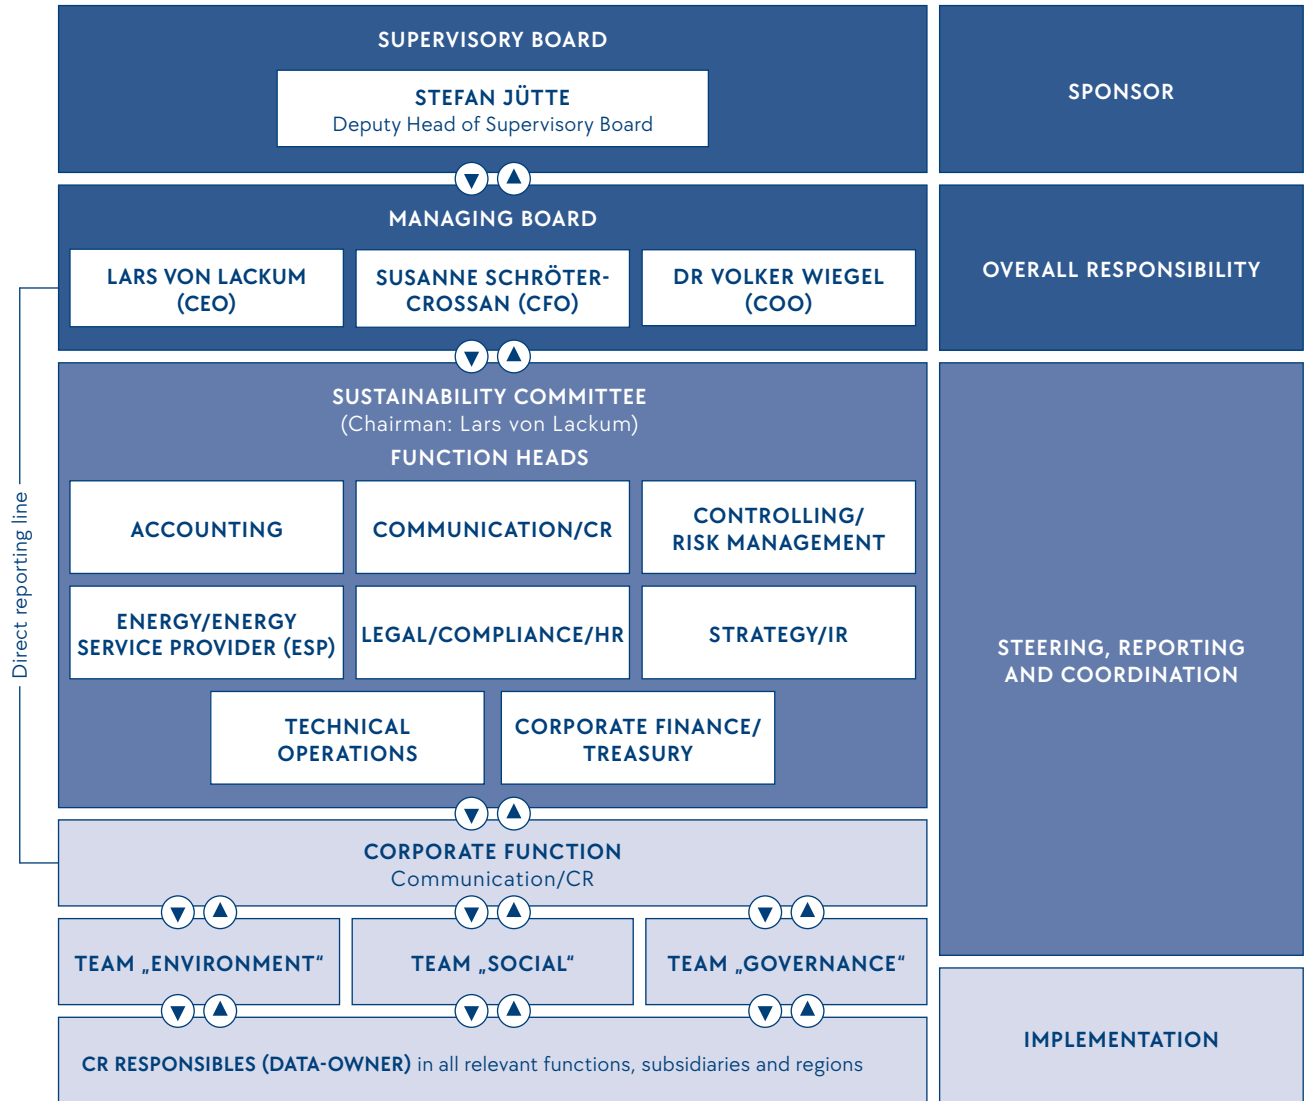 SUPERVISORY BOARD
STEFAN JÜTTE
Deputy Head of Supervisory Board
SPONSOR
MANAGING BOARD
LARS VON LACKUM
(CEO)
SUSANNE SCHRÖTER-
CROSSAN (CFO)
DR VOLKER WIEGEL
(COO)
OVERALL RESPONSIBILITY
Direct reporting line
SUSTAINABILITY COMMITTEE
(Chairman: Lars von Lackum)
FUNCTION HEADS
ACCOUNTING
COMMUNICATION/CR
CONTROLLING/
RISK MANAGEMENT
ENERGY/ENERGY
SERVICE PROVIDER (ESP)
LEGAL/COMPLIANCE/HR
STRATEGY/IR
TECHNICAL
OPERATIONS
CORPORATE FINANCE/
TREASURY
STEERING, REPORTING
AND COORDINATION
CORPORATE FUNCTION
Communication/CR
TEAM „ENVIRONMENT“
TEAM „SOCIAL“
TEAM „GOVERNANCE“
CR RESPONSIBLES (DATA-OWNER) in all relevant functions, subsidiaries and regions
IMPLEMENTATION